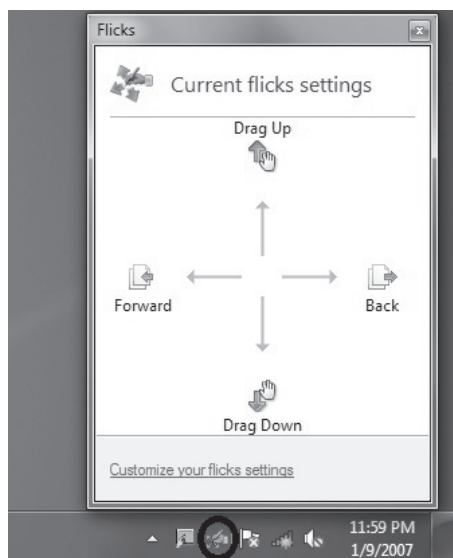 Flicks
Current flicks settings
Drag Up
Forward
Back
Drag Down
Customize your flicks settings
11:59 PM
1/9/2007